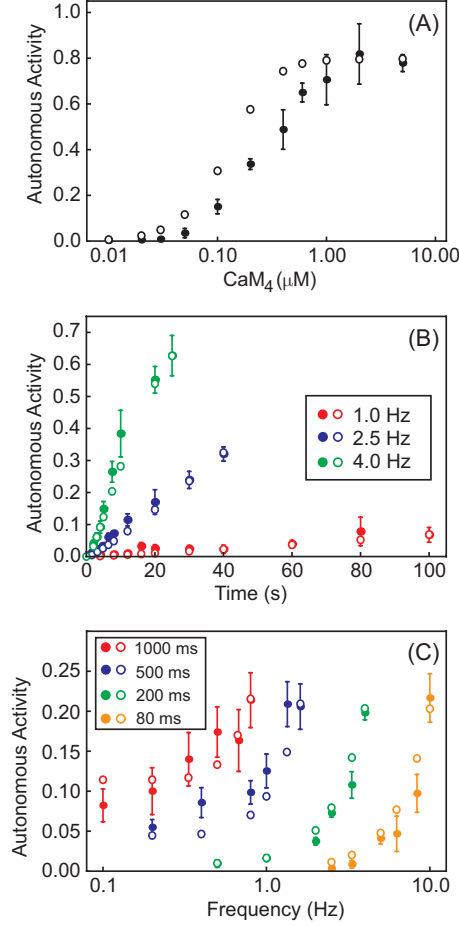 (A)
Autonomous Activity
1.0
0.8
0.6
0.4
0.2
0.0
0.01 0.10 1.00 10.00
CaM4 (μM)
(B)
Autonomous Activity
0.7
0.6
0.5
0.4
0.3
0.2
0.1
0.0
1.0 Hz
2.5 Hz
4.0 Hz
0 20 40 60 80 100
Time (s)
(C)
Autonomous Activity
0.25
0.20
0.15
0.10
0.05
0.00
1000 ms
500 ms
200 ms
80 ms
0.1 1.0 10.0
Frequency (Hz)